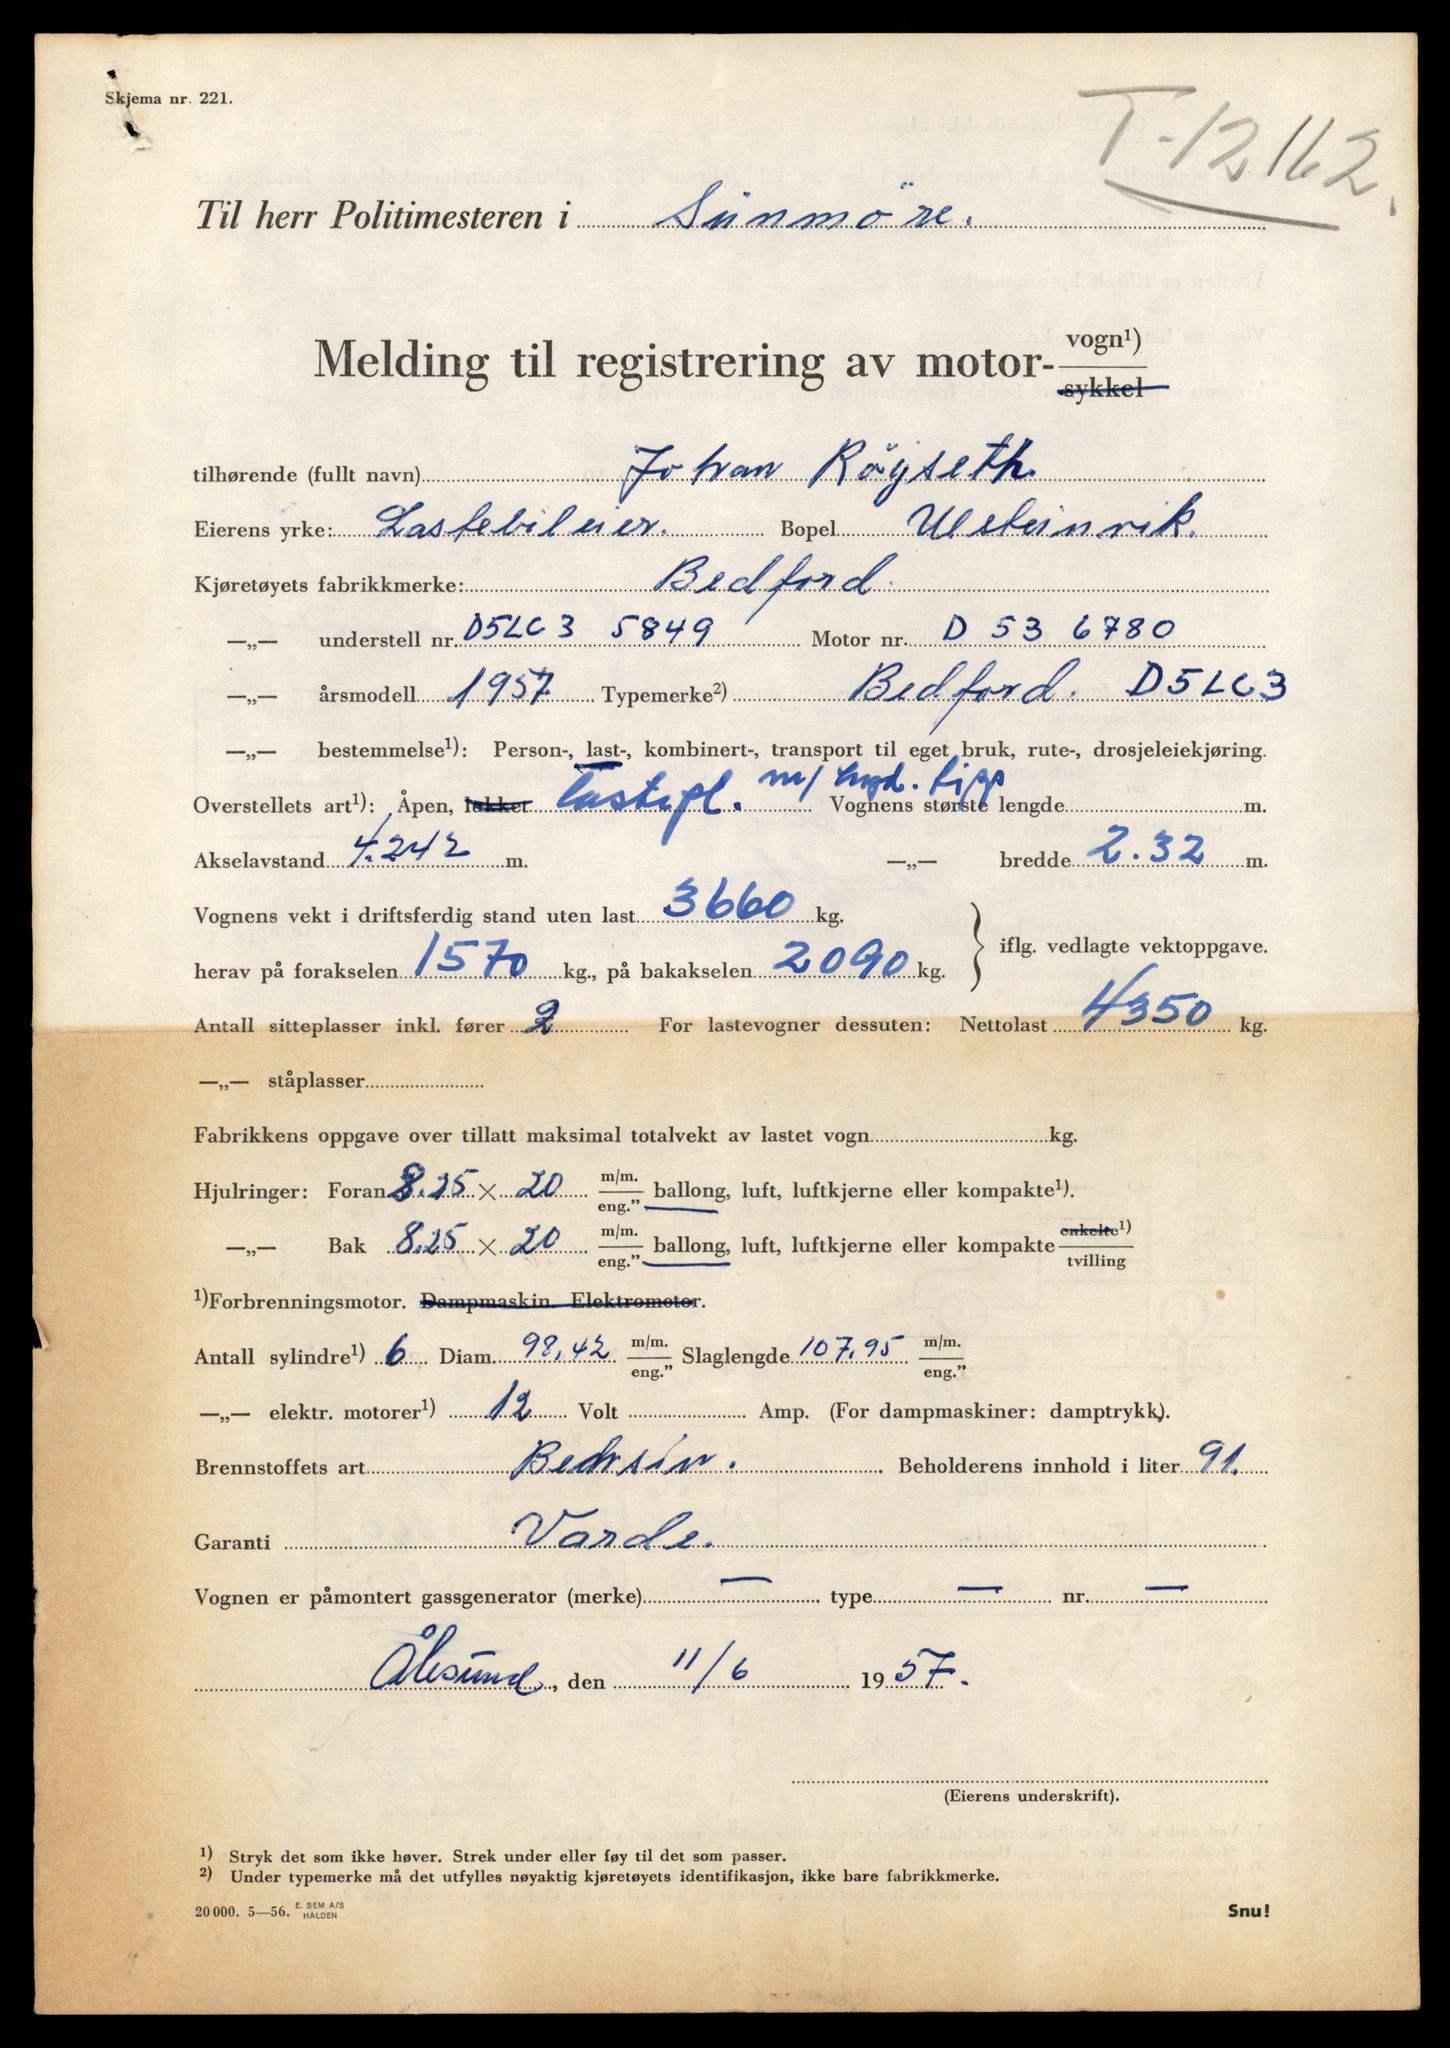 Skjema nr. 221.
T-12162.
Til herr Politimesteren i Sunmöre.
Melding til registrering av motor- vogn¹)
sykkel
tilhørende (fullt navn) Johan Röyseth.
Eierens yrke: Lastebileier. Bopel Ulsteinvik.
Kjøretøyets fabrikkmerke: Bedford.
—„— understell nr. D5LC3 5849 Motor nr. D 53 6780
—„— årsmodell 1957. Typemerke²) Bedford. D5LC3
—„— bestemmelse¹): Person-, last-, kombinert-, transport til eget bruk, rute-, drosjeleiekjøring.
Overstellets art¹): Åpen, lukket lastepl. m/ hyd. tipp Vognens største lengde m.
Akselavstand 4.242 m. —„— bredde 2.32 m.
Vognens vekt i driftsferdig stand uten last 3660 kg.
herav på forakselen 1570 kg., på bakakselen 2090 kg. } iflg. vedlagte vektoppgave.
Antall sitteplasser inkl. fører 2 For lastevogner dessuten: Nettolast 4350 kg.
—„— ståplasser
Fabrikkens oppgave over tillatt maksimal totalvekt av lastet vogn kg.
Hjulringer: Foran 8.25 × 20 m/m. eng.” ballong, luft, luftkjerne eller kompakte¹).
—„— Bak 8.25 × 20 m/m. eng.” ballong, luft, luftkjerne eller kompakte enkelte¹) tvilling
¹)Forbrenningsmotor. Dampmaskin. Elektromotor.
Antall sylindre¹) 6 Diam. 98,42 m/m. eng.” Slaglengde 107.95 m/m. eng.”
—„— elektr. motorer¹) 12 Volt Amp. (For dampmaskiner: damptrykk).
Brennstoffets art Bensin. Beholderens innhold i liter 91.
Garanti Varde.
Vognen er påmontert gassgenerator (merke) — type — nr. —
Ålesund, den 11/6 1957.
(Eierens underskrift).
¹) Stryk det som ikke høver. Strek under eller føy til det som passer.
²) Under typemerke må det utfylles nøyaktig kjøretøyets identifikasjon, ikke bare fabrikkmerke.
20 000. 5—56. E. SEM A/S HALDEN
Snu!